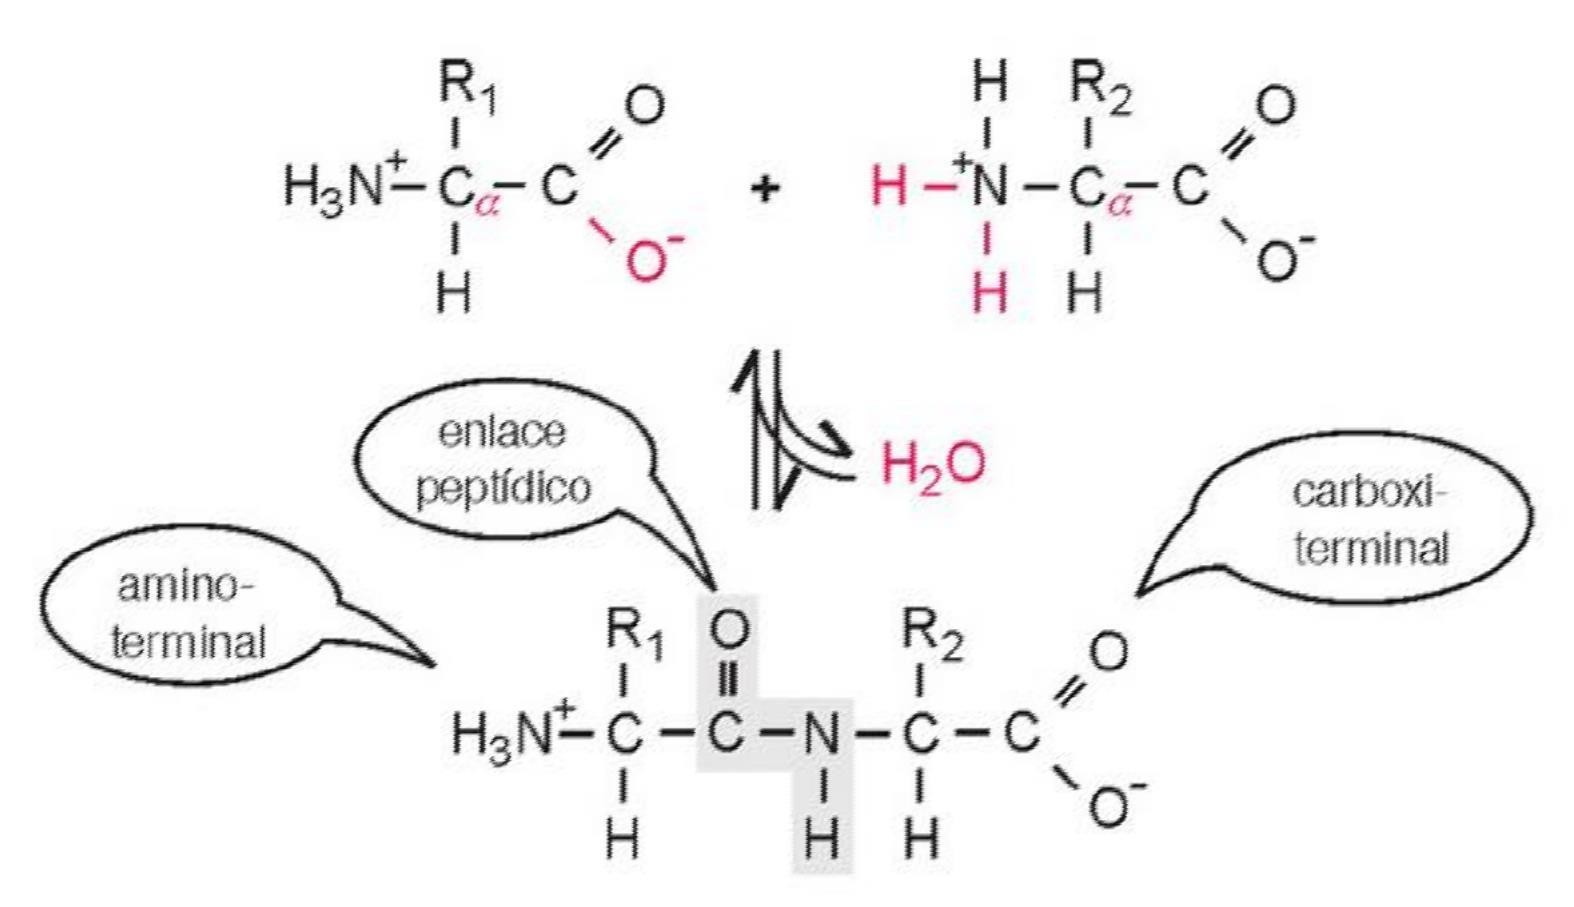 R₁ O H R₂ O
H₃N⁺–Cα–C + H–⁺N–Cα–C
H O⁻ H H O⁻
enlace
peptídico
H₂O
carboxi-
terminal
amino-
terminal
R₁ O R₂ O
H₃N⁺–C–C–N–C–C
H H H O⁻